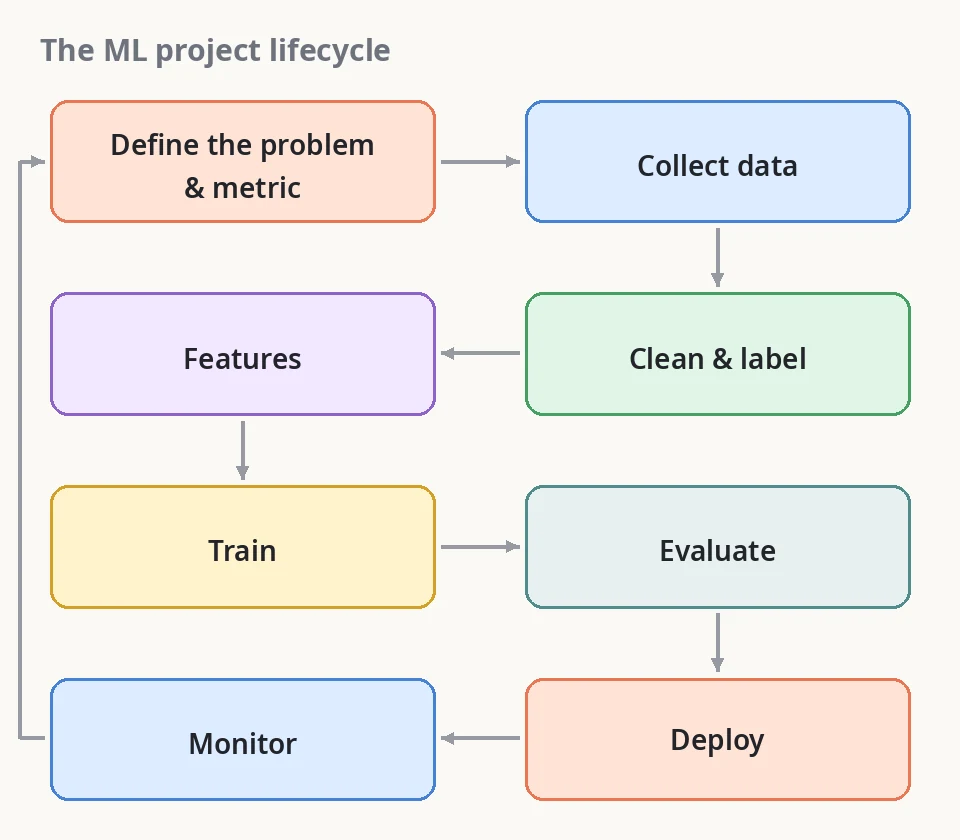 The ML project lifecycle
Define the problem
& metric
Collect data
Features
Clean & label
Train
Evaluate
Monitor
Deploy